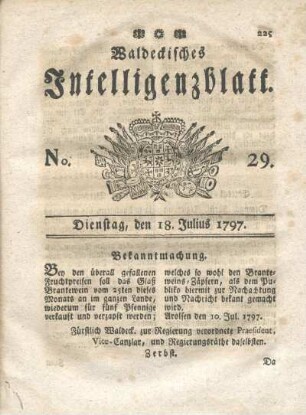 225
Waldeckisches
Intelligenzblatt.
No. 29.
Dienstag, den 18. Julius 1797.
Bekanntmachung.
Bey den überall gefallenen
Fruchtpreisen soll das Glaß
Brantewein vom 25ten dieses
Monats an im ganzen Lande,
wiederum für fünf Pfennige
verkauft und verzapft werden;
welches so wohl den Brante-
weins-Zäpfern, als dem Pu-
bliko hiermit zur Nachachtung
und Nachricht bekant gemacht
wird.
Arolsen den 10. Jul. 1797.
Fürstlich Waldeck. zur Regierung verordnete Praesident,
Vice-Canzlar, und Regierungsräthe daselbsten.
Zerbst.
Da